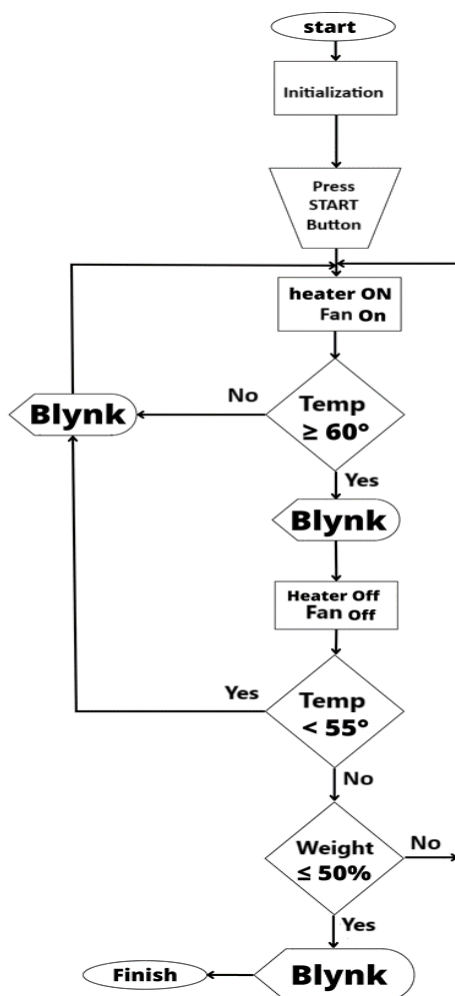 start
Initialization
Press
START
Button
heater ON
Fan On
No
Temp
≥ 60°
Blynk
Yes
Blynk
Heater Off
Fan Off
Yes
Temp
< 55°
No
Weight
≤ 50%
No
Yes
Blynk
Finish